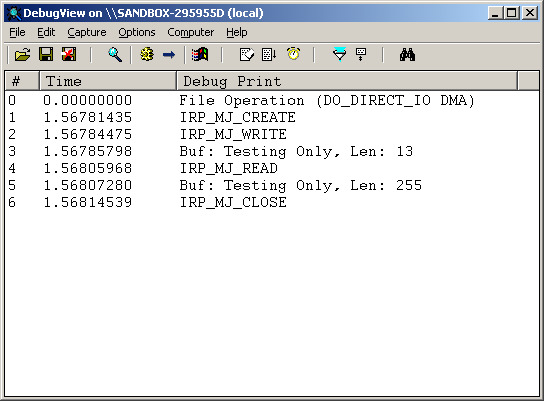 DebugView on \\SANDBOX-295955D (local)
File Edit Capture Options Computer Help
# Time Debug Print
0 0.00000000 File Operation (DO_DIRECT_IO DMA)
1 1.56781435 IRP_MJ_CREATE
2 1.56784475 IRP_MJ_WRITE
3 1.56785798 Buf: Testing Only, Len: 13
4 1.56805968 IRP_MJ_READ
5 1.56807280 Buf: Testing Only, Len: 255
6 1.56814539 IRP_MJ_CLOSE